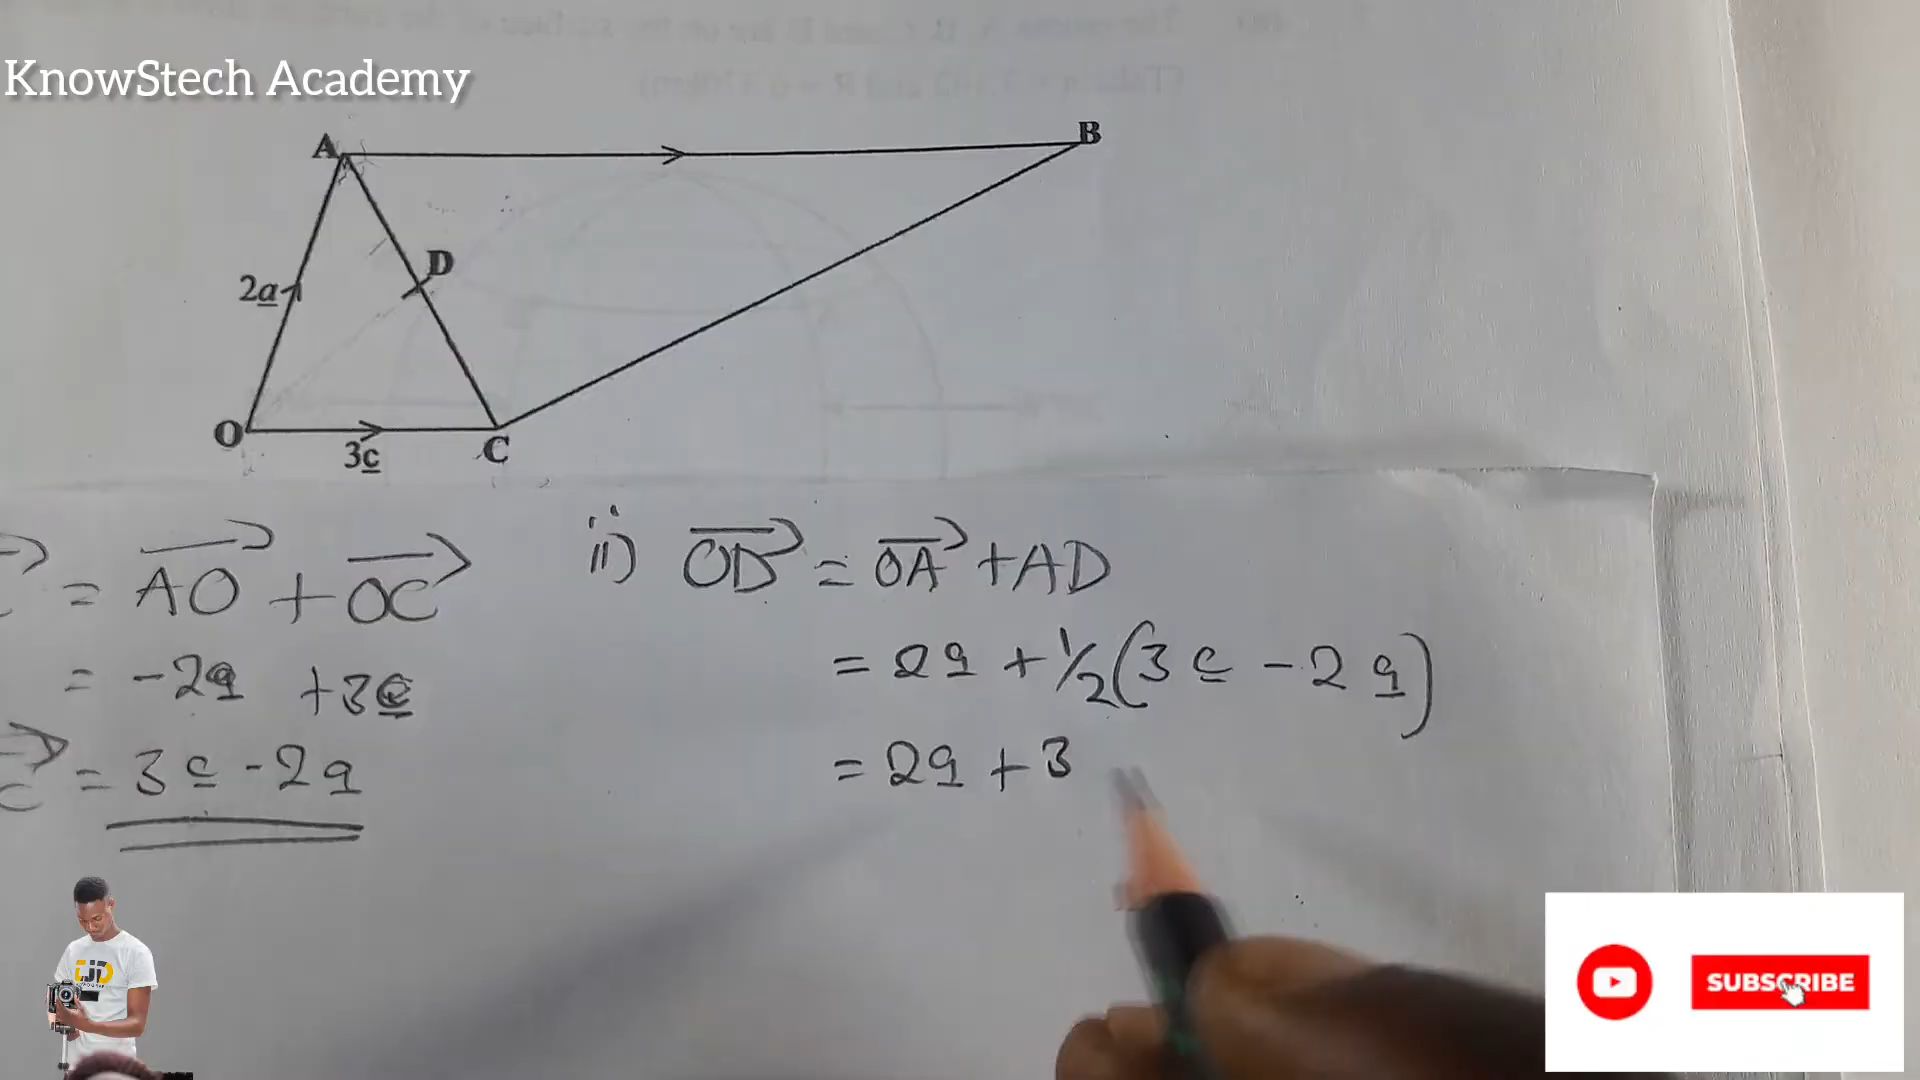 KnowStech Academy
A
B
D
2a
O
3c
C
= AO + OC
= -2a + 3c
= 3c - 2a
ii) OD = OA + AD
= 2a + 1/2(3c - 2a)
= 2a + 3
SUBSCRIBE